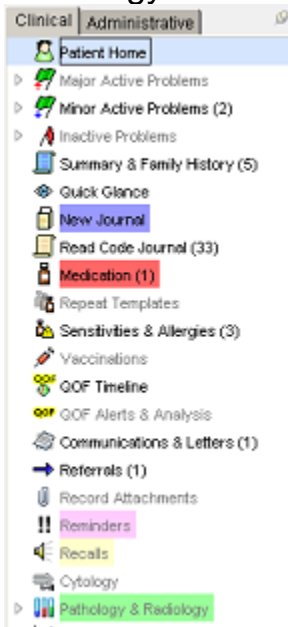 Clinical Administrative
Patient Home
Major Active Problems
Minor Active Problems (2)
Inactive Problems
Summary & Family History (5)
Quick Glance
New Journal
Read Code Journal (33)
Medication (1)
Repeat Templates
Sensitivities & Allergies (3)
Vaccinations
QOF QOF Timeline
QOF QOF Alerts & Analysis
Communications & Letters (1)
Referrals (1)
Record Attachments
Reminders
Recalls
Cytology
Pathology & Radiology